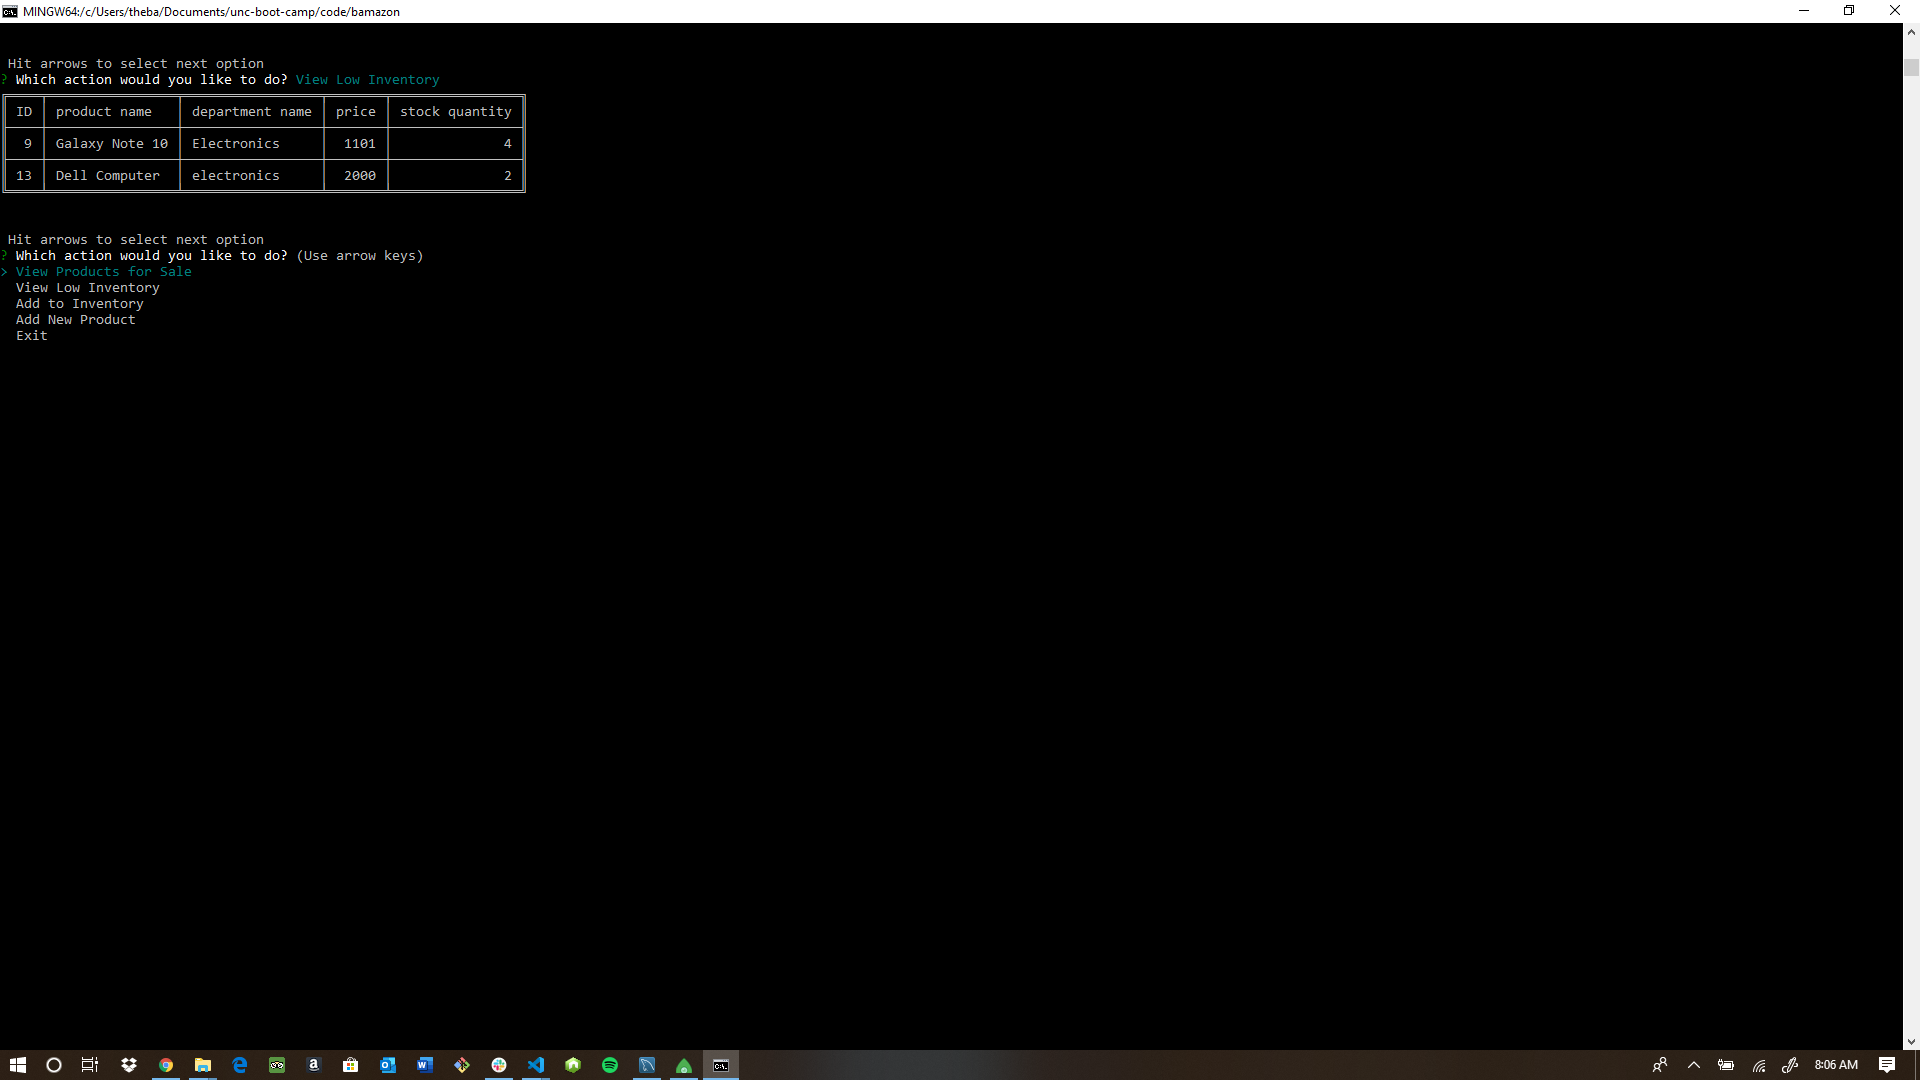 MINGW64:/c/Users/theba/Documents/unc-boot-camp/code/bamazon
Hit arrows to select next option
? Which action would you like to do? View Low Inventory
ID product name department name price stock quantity
9 Galaxy Note 10 Electronics 1101 4
13 Dell Computer electronics 2000 2
Hit arrows to select next option
? Which action would you like to do? (Use arrow keys)
> View Products for Sale
View Low Inventory
Add to Inventory
Add New Product
Exit
8:06 AM